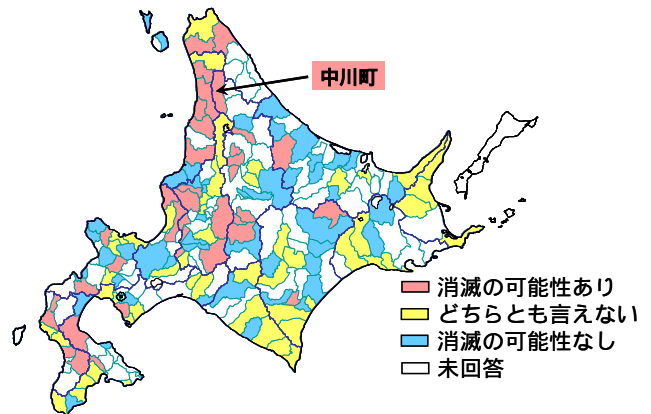 中川町
消滅の可能性あり
どちらとも言えない
消滅の可能性なし
未回答